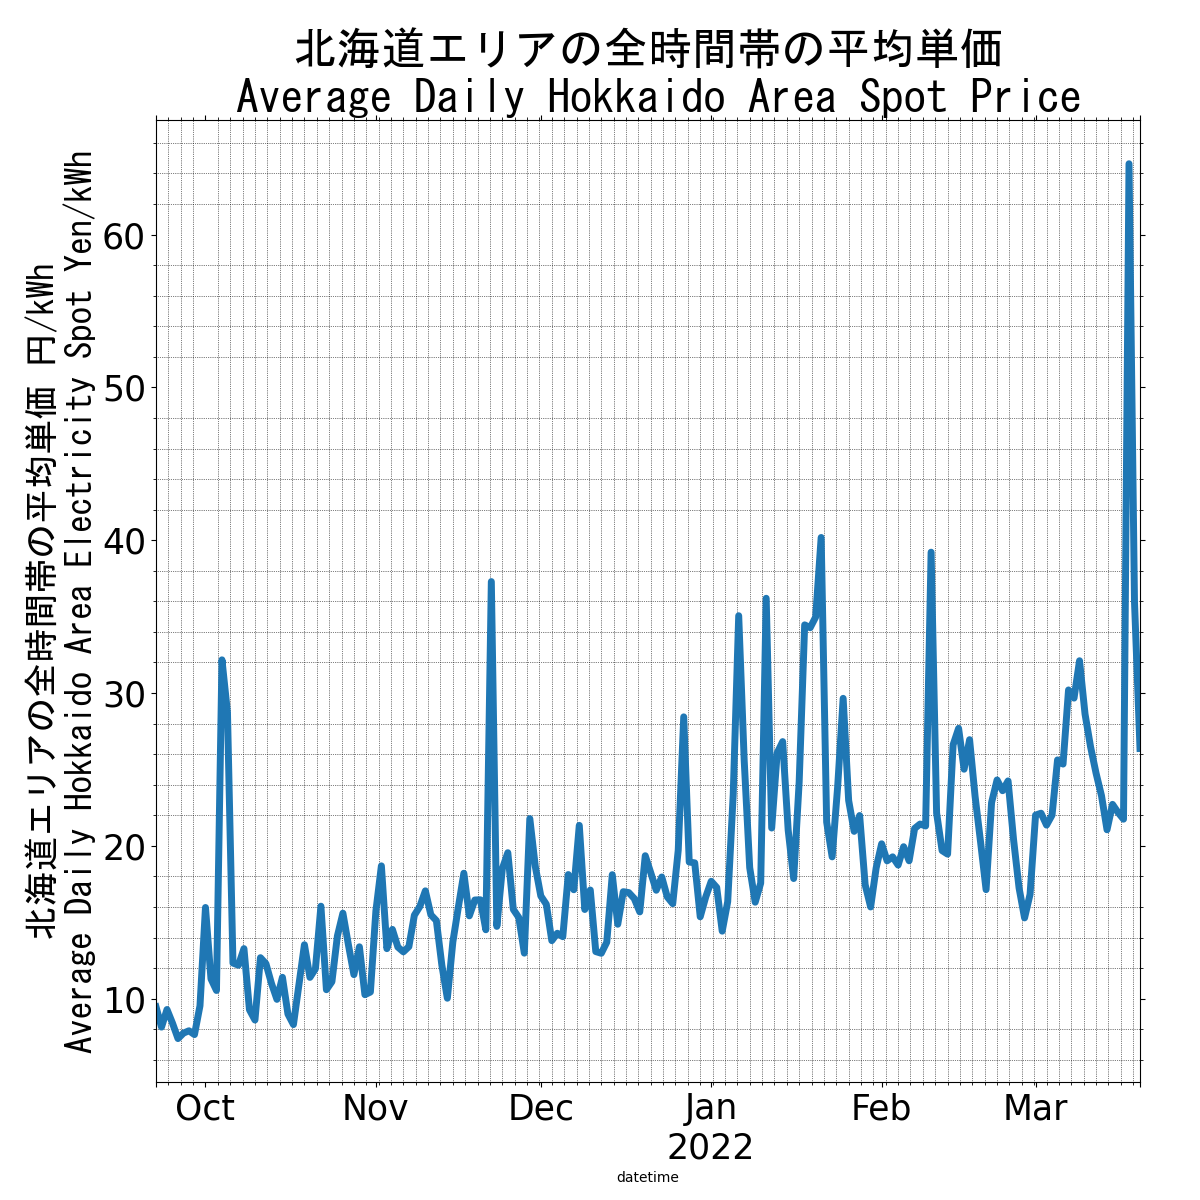 北海道エリアの全時間帯の平均単価
Average Daily Hokkaido Area Spot Price
北海道エリアの全時間帯の平均単価 円/kWh
Average Daily Hokkaido Area Electricity Spot Yen/kWh
60
50
40
30
20
10
Oct Nov Dec Jan Feb Mar
2022
datetime